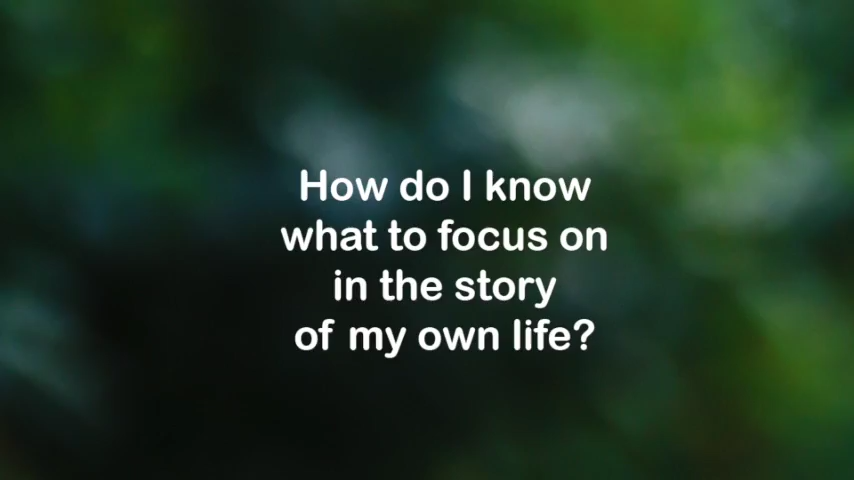 How do I know
what to focus on
in the story
of my own life?